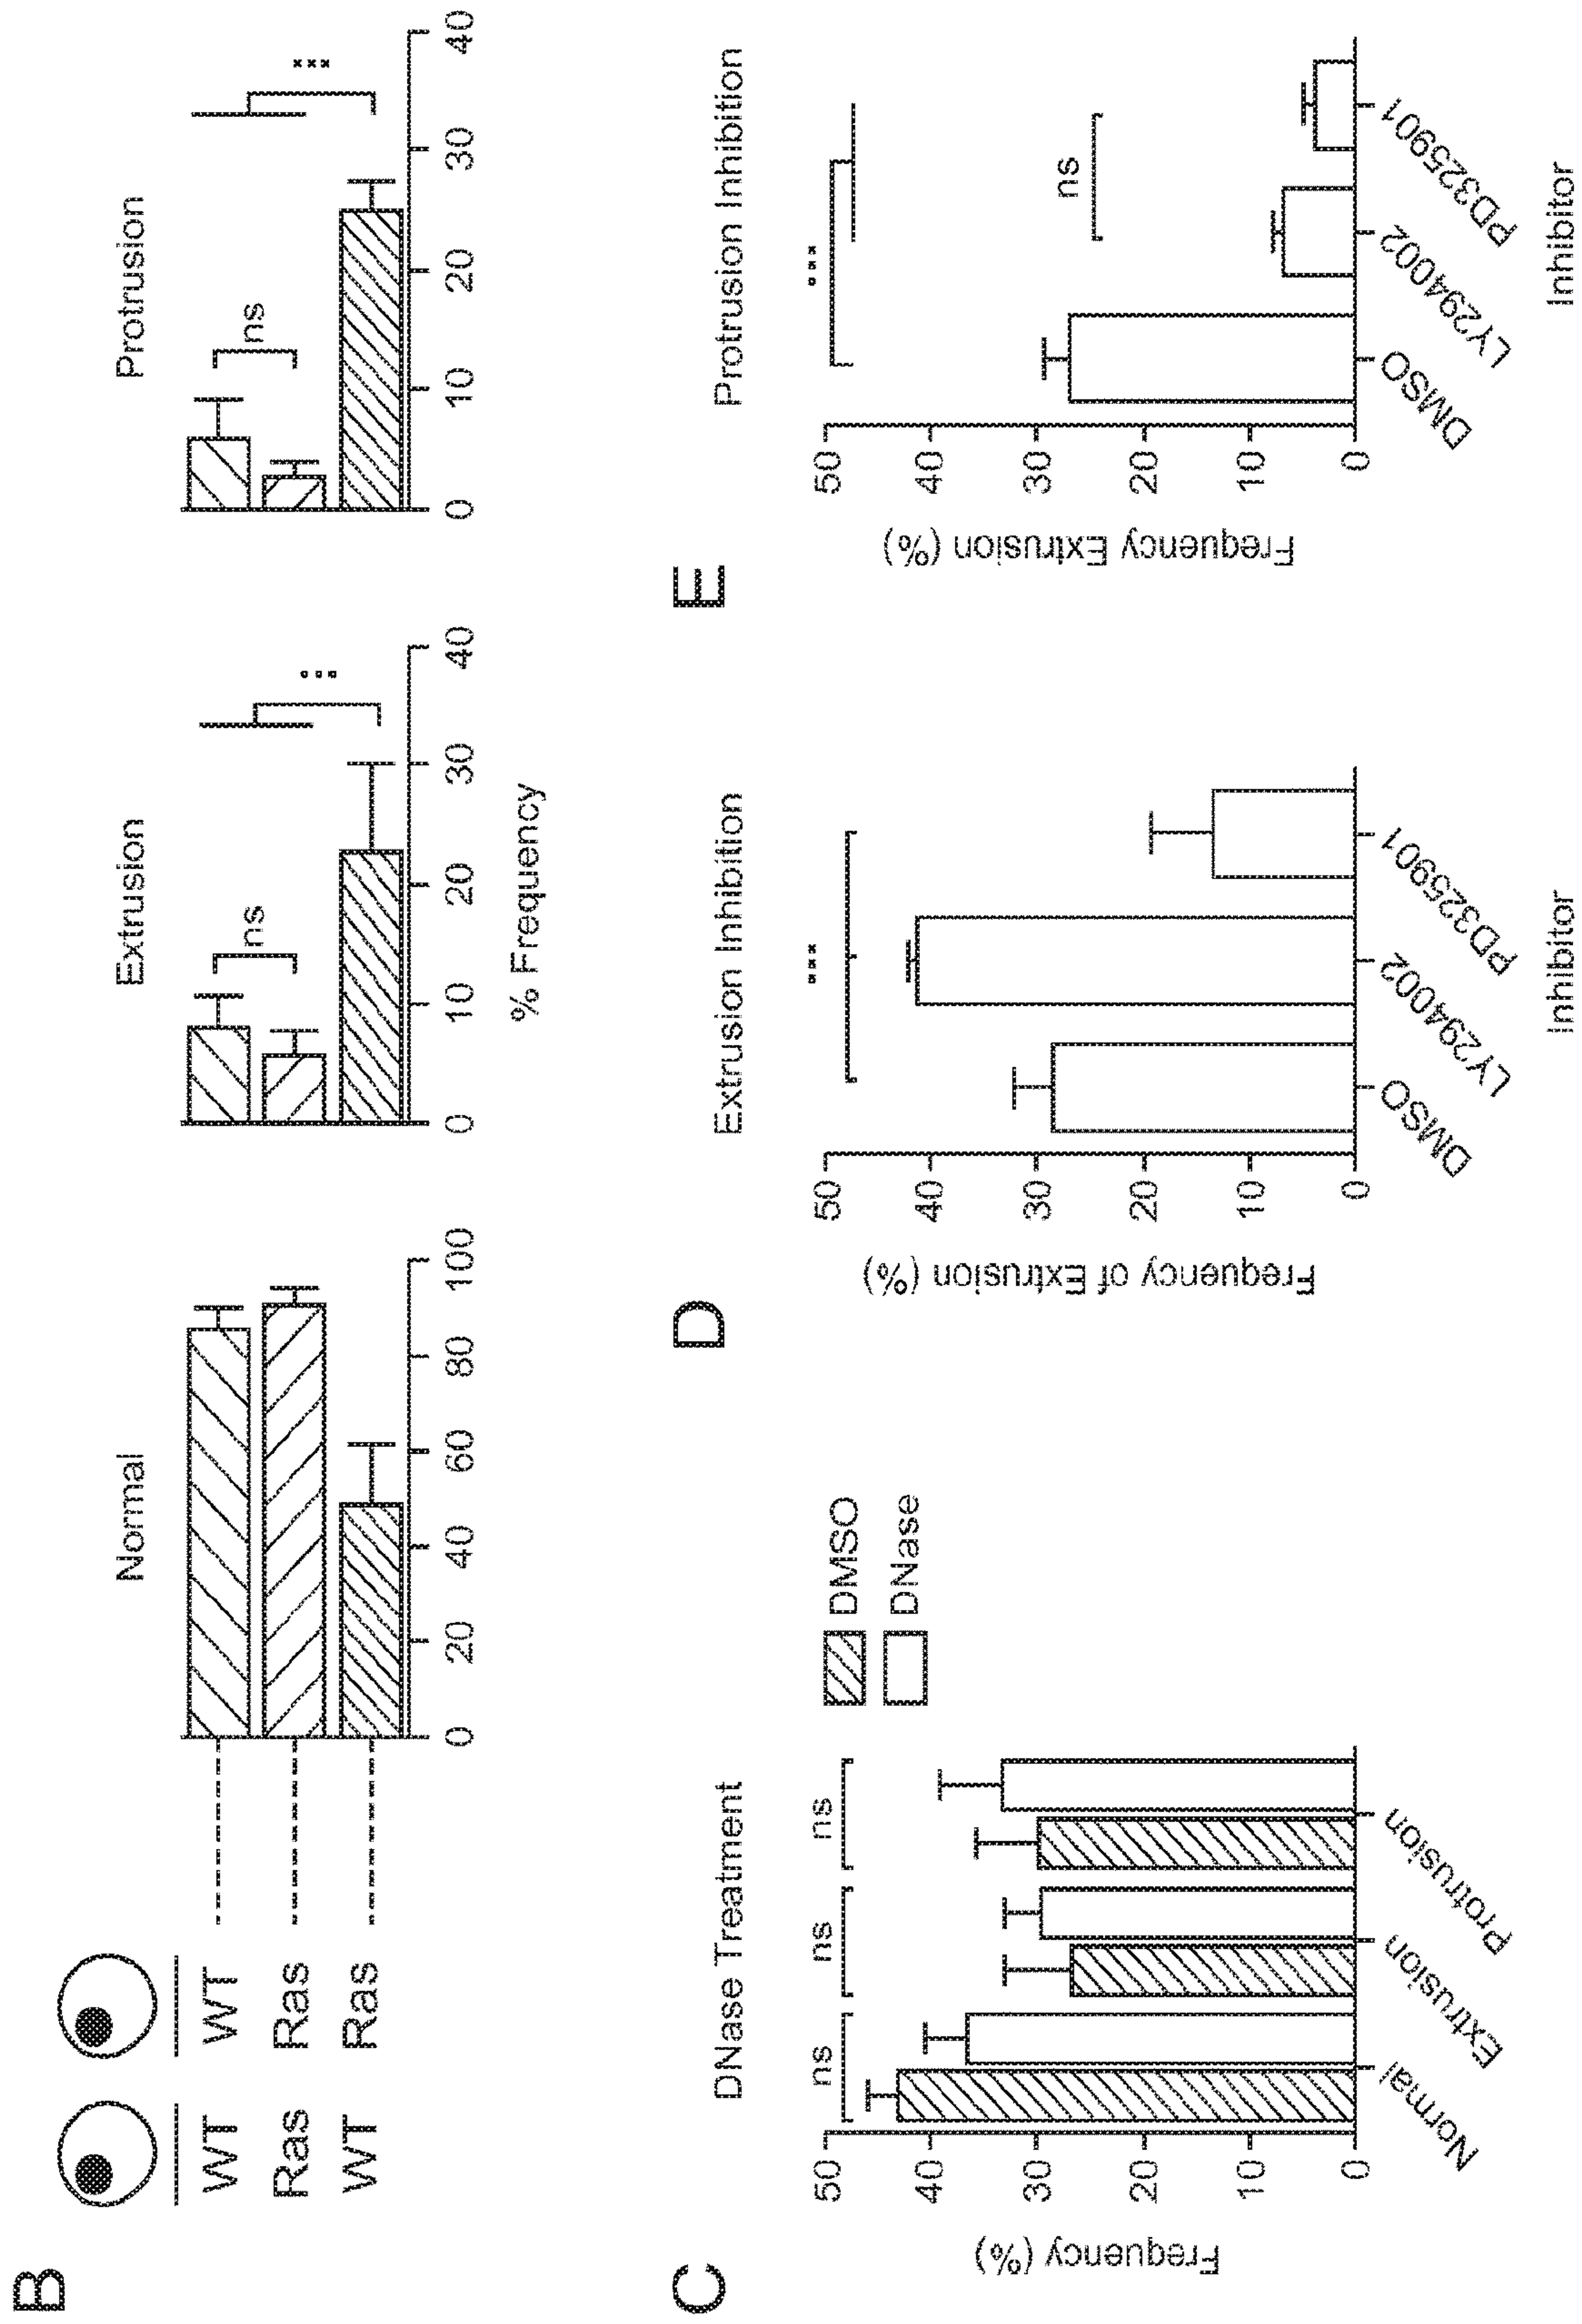 B
WT WT
Ras Ras
WT Ras
Normal
0 20 40 60 80 100
Extrusion
ns
***
0 10 20 30 40
% Frequency
Protrusion
ns
***
0 10 20 30 40
C
DNase Treatment
DMSO
DNase
ns ns ns
Frequency (%)
50
40
30
20
10
0
Normal Extrusion Protrusion
D
Extrusion Inhibition
***
Frequency of Extrusion (%)
50
40
30
20
10
0
DMSO LY294002 PD325901
Inhibitor
E
Protrusion Inhibition
***
ns
Frequency Extrusion (%)
50
40
30
20
10
0
DMSO LY294002 PD325901
Inhibitor